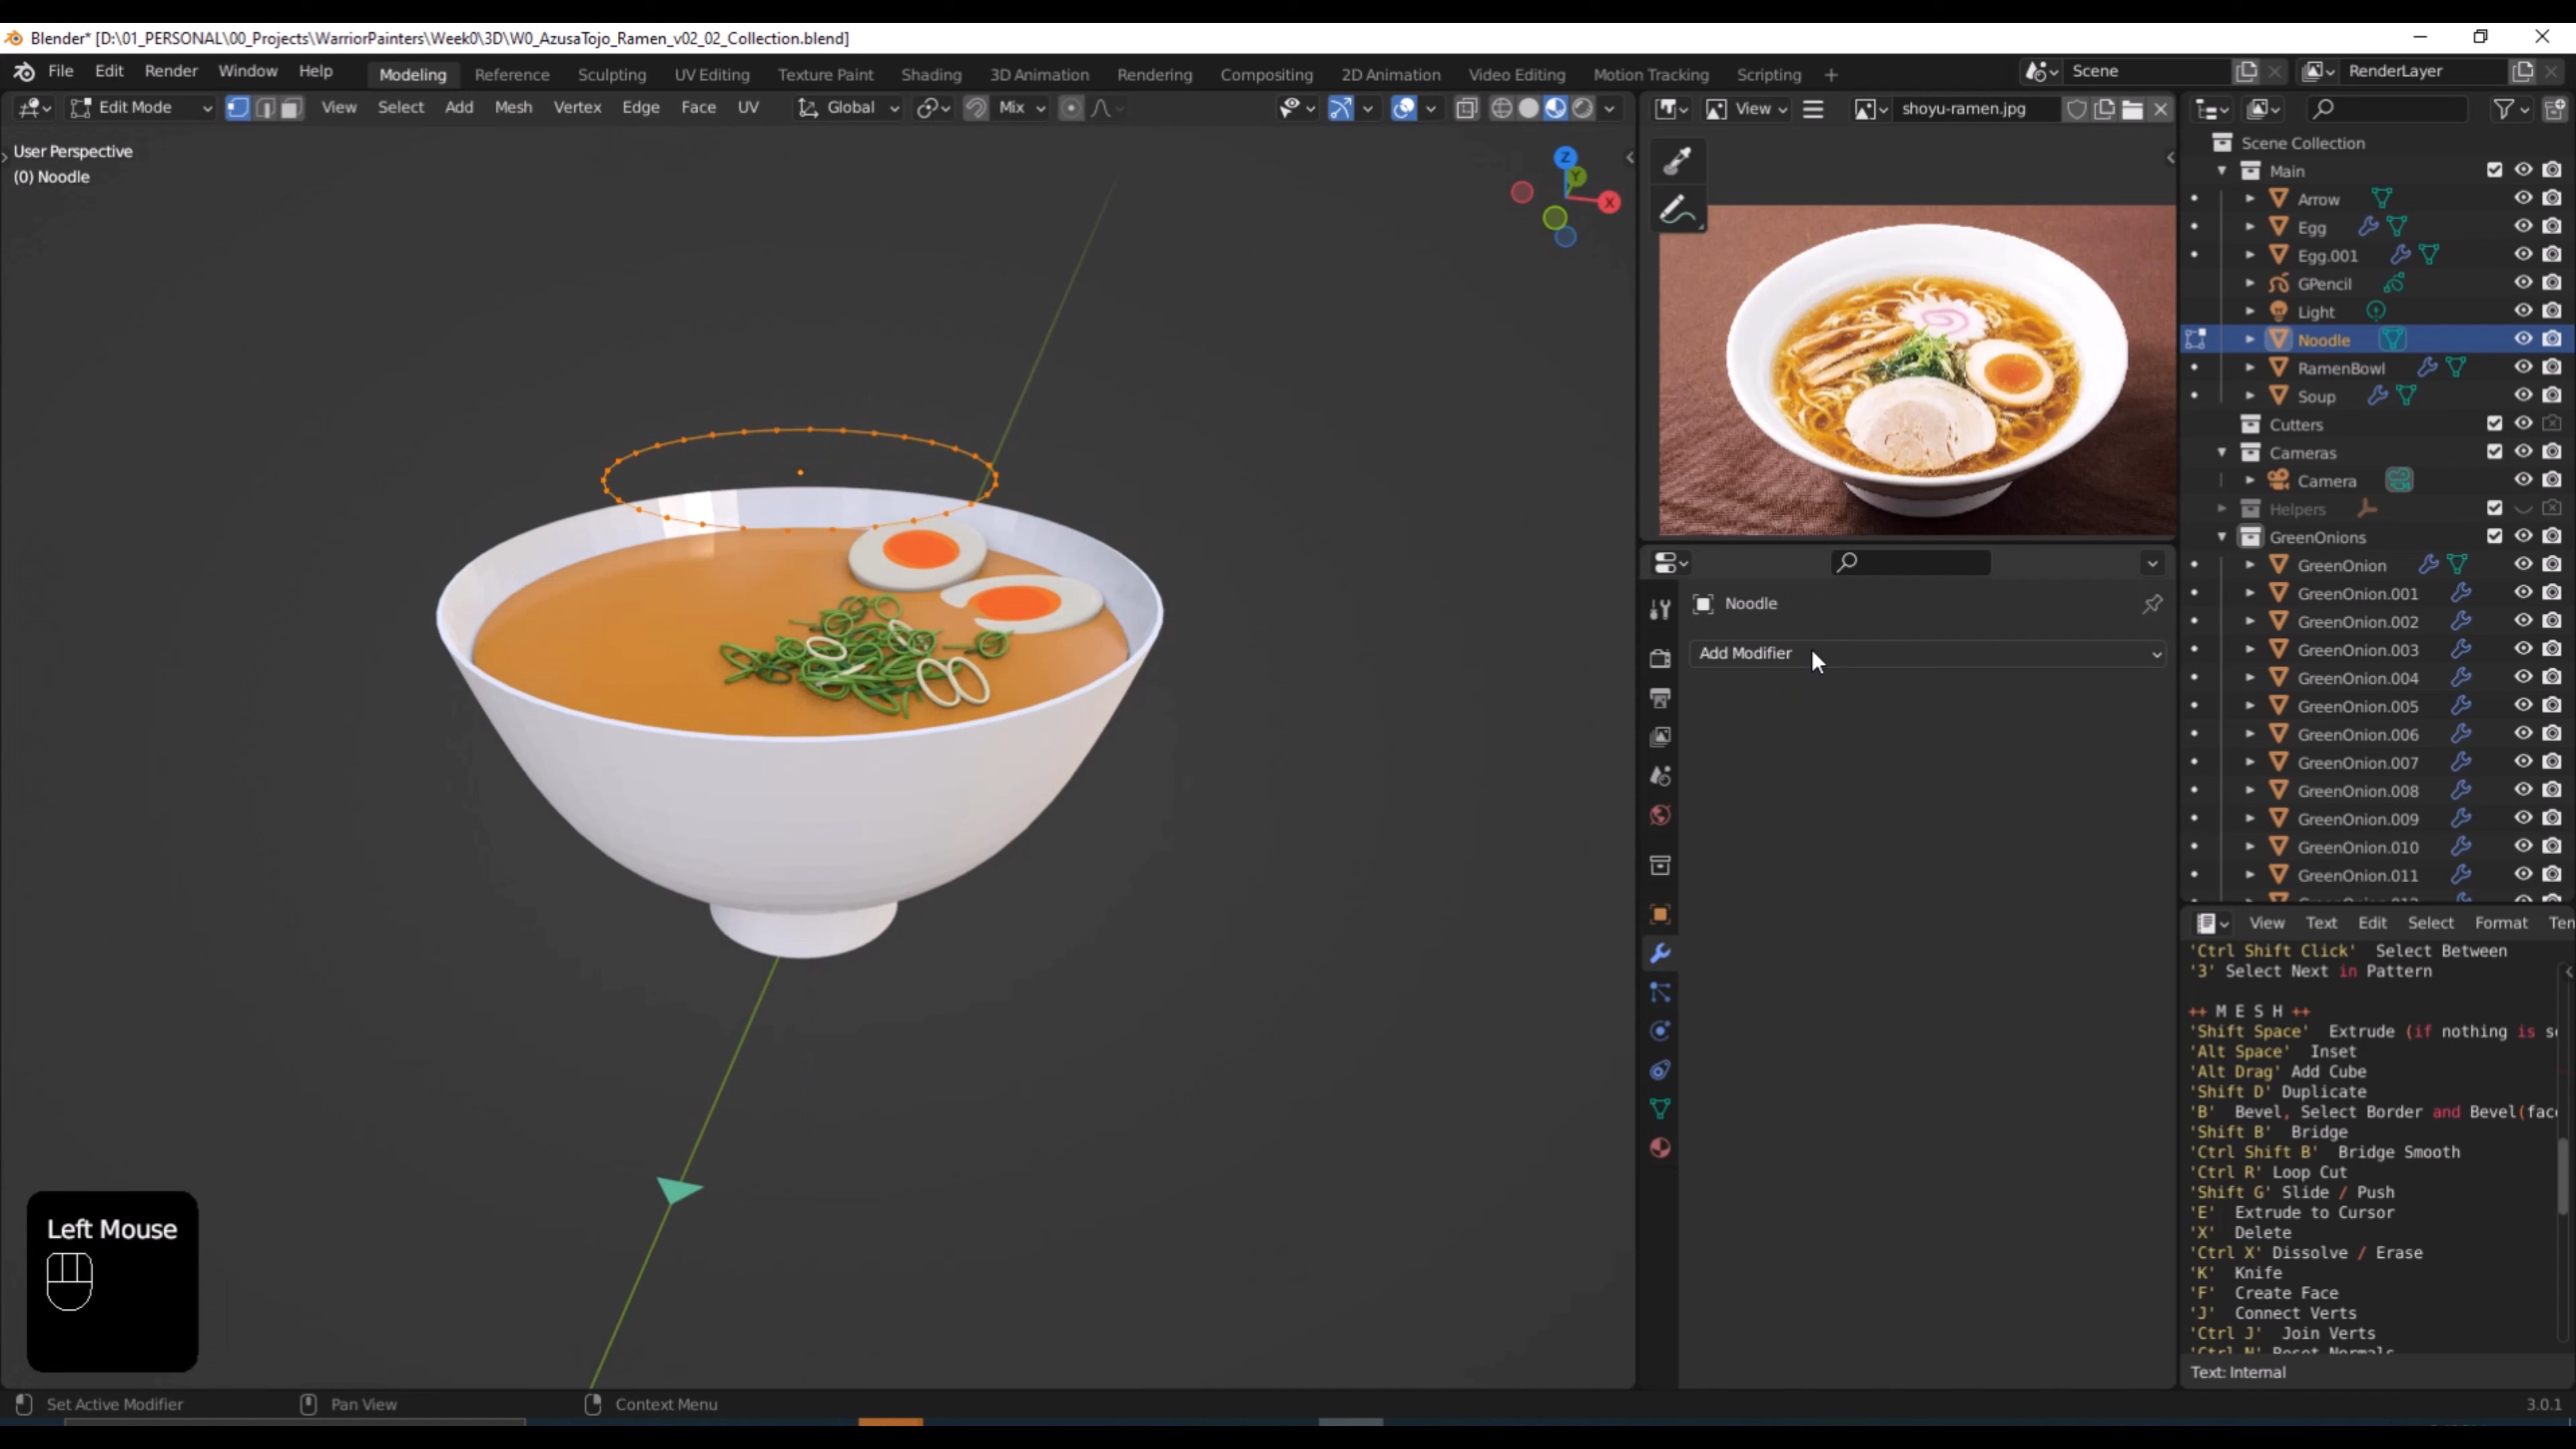 Blender* [D:\01_PERSONAL\00_Projects\WarriorPainters\Week0\3D\W0_AzusaTojo_Ramen_v02_02_Collection.blend]
File Edit Render Window Help Modeling Reference Sculpting UV Editing Texture Paint Shading 3D Animation Rendering Compositing 2D Animation Video Editing Motion Tracking Scripting + Scene RenderLayer
Edit Mode View Select Add Mesh Vertex Edge Face UV Global Mix View shoyu-ramen.jpg
User Perspective
(0) Noodle
Z
Y
X
Scene Collection
Main
Arrow
Egg
Egg.001
GPencil
Light
Noodle
RamenBowl
Soup
Cutters
Cameras
Camera
Helpers
GreenOnions
GreenOnion
GreenOnion.001
GreenOnion.002
GreenOnion.003
GreenOnion.004
GreenOnion.005
GreenOnion.006
GreenOnion.007
GreenOnion.008
GreenOnion.009
GreenOnion.010
GreenOnion.011
Noodle
Add Modifier
View Text Edit Select Format
'Ctrl Shift Click' Select Between
'3' Select Next in Pattern
++ M E S H ++
'Shift Space' Extrude (if nothing is
'Alt Space' Inset
'Alt Drag' Add Cube
'Shift D' Duplicate
'B' Bevel, Select Border and Bevel(
'Shift B' Bridge
'Ctrl Shift B' Bridge Smooth
'Ctrl R' Loop Cut
'Shift G' Slide / Push
'E' Extrude to Cursor
'X' Delete
'Ctrl X' Dissolve / Erase
'K' Knife
'F' Create Face
'J' Connect Verts
'Ctrl J' Join Verts
Text: Internal
Left Mouse
Set Active Modifier Pan View Context Menu 3.0.1